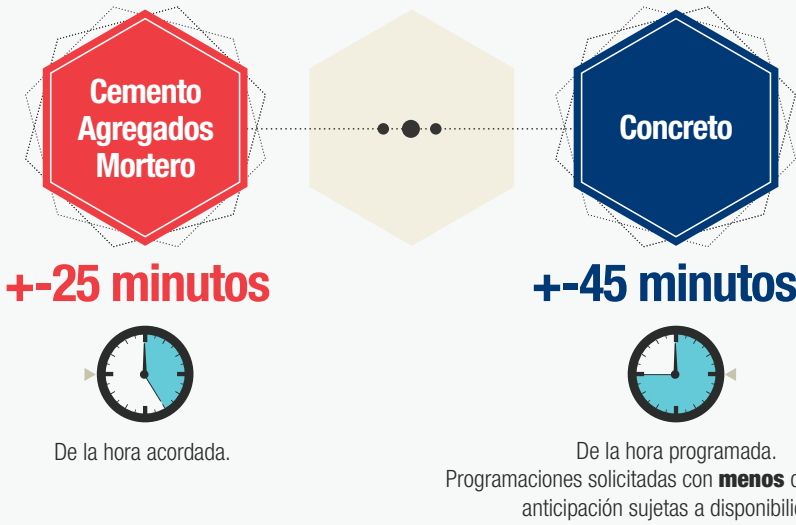 Cemento
Agregados
Mortero
Concreto
+-25 minutos
+-45 minutos
De la hora acordada.
De la hora programada.
Programaciones solicitadas con menos
anticipación sujetas a